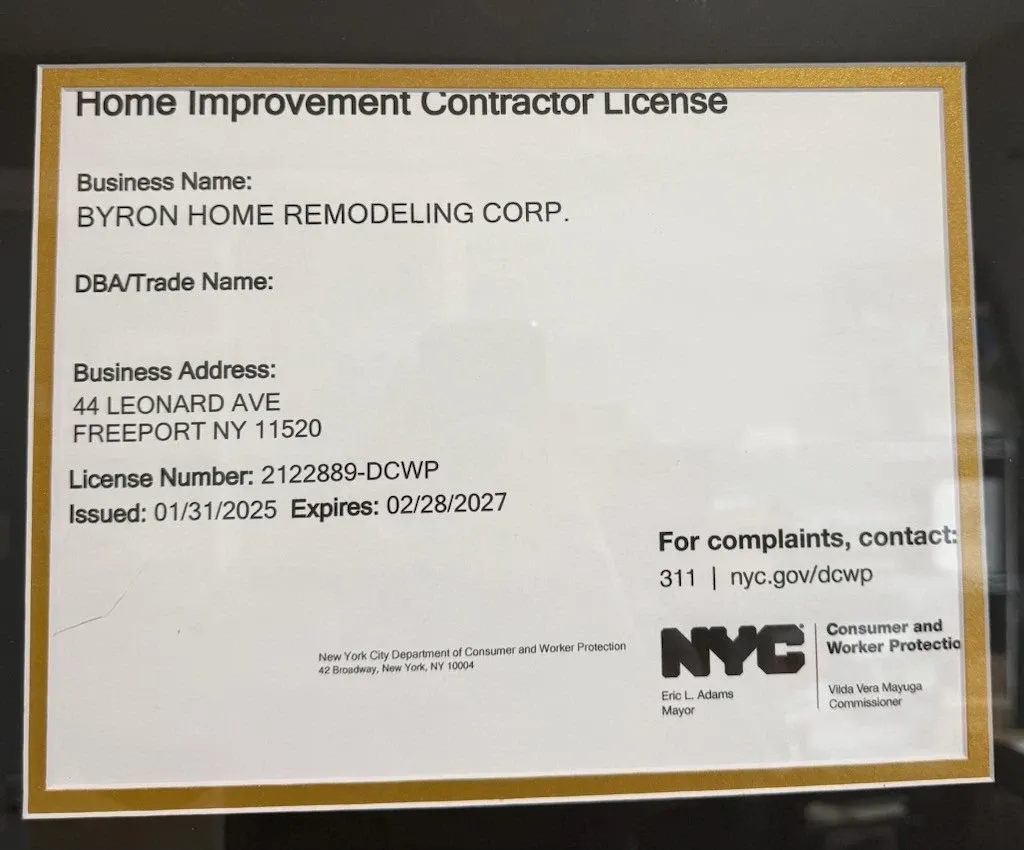 Home Improvement Contractor License
Business Name:
BYRON HOME REMODELING CORP.
DBA/Trade Name:
Business Address:
44 LEONARD AVE
FREEPORT NY 11520
License Number: 2122889-DCWP
Issued: 01/31/2025 Expires: 02/28/2027
For complaints, contact:
311 | nyc.gov/dcwp
New York City Department of Consumer and Worker Protection
42 Broadway, New York, NY 10004
NYC
Consumer and
Worker Protectio
Eric L. Adams
Mayor
Vilda Vera Mayuga
Commissioner